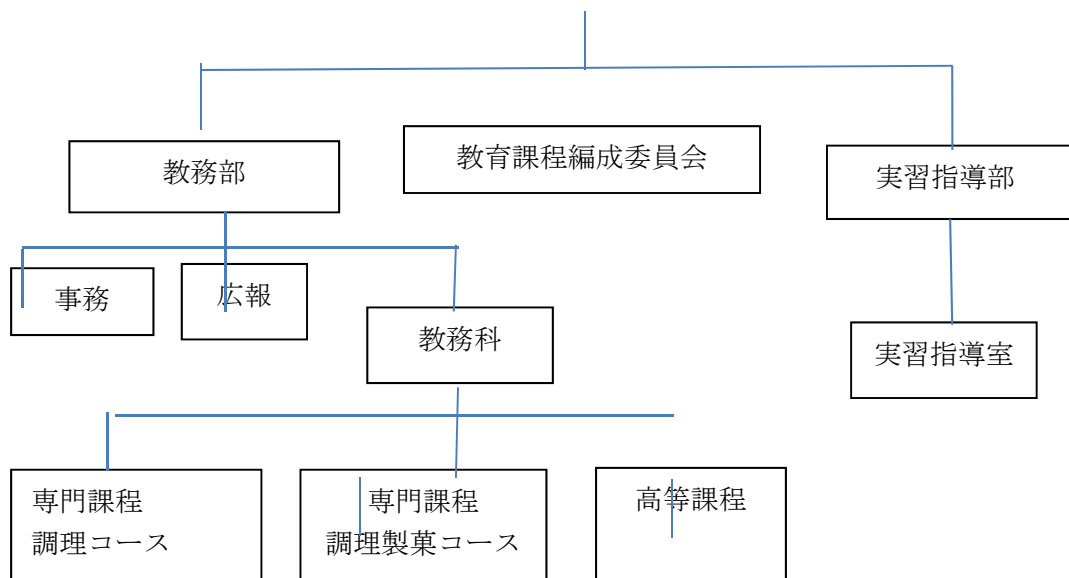 教務部
教育課程編成委員会
実習指導部
事務
広報
教務科
実習指導室
専門課程
調理コース
専門課程
調理製菓コース
高等課程